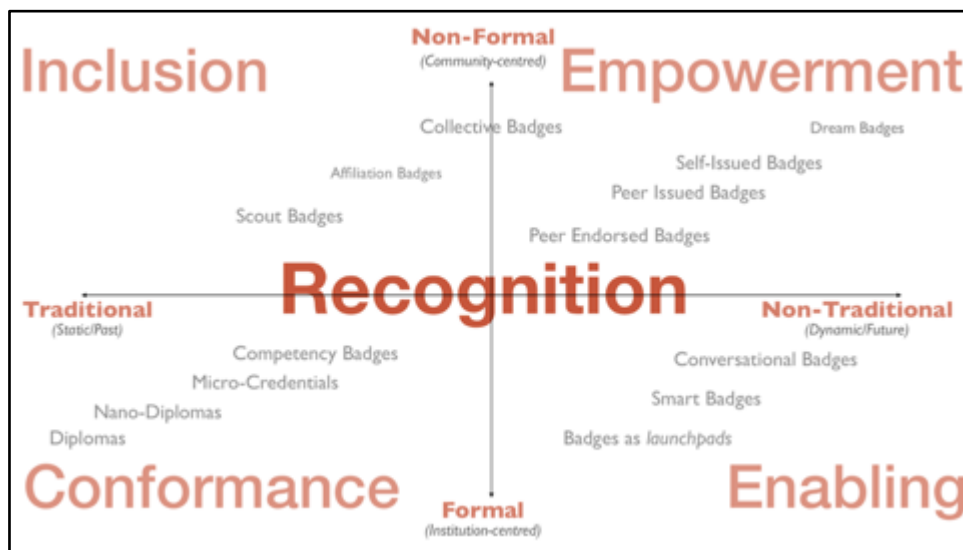 Non-Formal
(Community-centred)
Inclusion
Empowerment
Collective Badges
Dream Badges
Affiliation Badges
Self-Issued Badges
Peer Issued Badges
Scout Badges
Peer Endorsed Badges
Recognition
Traditional
(Static/Past)
Non-Traditional
(Dynamic/Future)
Competency Badges
Conversational Badges
Micro-Credentials
Smart Badges
Nano-Diplomas
Diplomas
Badges as launchpads
Conformance
Enabling
Formal
(Institution-centred)